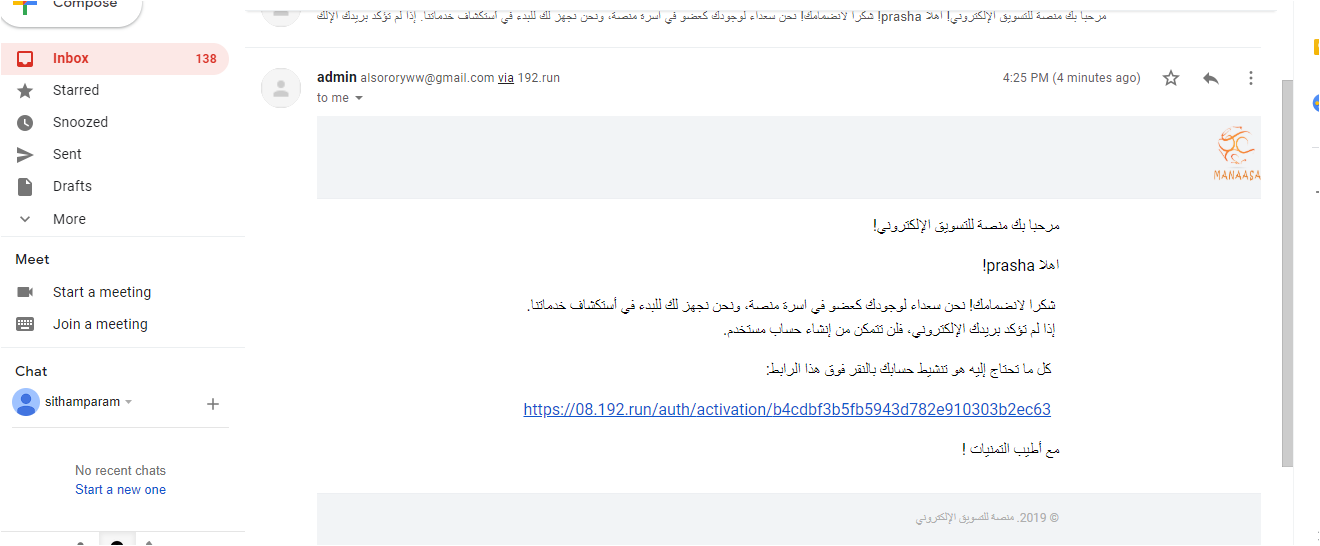 Compose
Inbox 138
Starred
Snoozed
Sent
Drafts
More
Meet
Start a meeting
Join a meeting
Chat
sithamparam
No recent chats
Start a new one
مرحبا بك منصة للتسويق الإلكتروني! اهلا prasha! شكرا لانضمامك! نحن سعداء لوجودك كعضو في اسرة منصة، ونحن نجهز لك للبدء في أستكشاف خدماتنا. إذا لم تؤكد بريدك الإلك
admin alsororyww@gmail.com via 192.run 4:25 PM (4 minutes ago)
to me
MANAASA
مرحبا بك منصة للتسويق الإلكتروني!
اهلا prasha!
شكرا لانضمامك! نحن سعداء لوجودك كعضو في اسرة منصة، ونحن نجهز لك للبدء في أستكشاف خدماتنا.
إذا لم تؤكد بريدك الإلكتروني، فلن تتمكن من إنشاء حساب مستخدم.
كل ما تحتاج إليه هو تنشيط حسابك بالنقر فوق هذا الرابط:
https://08.192.run/auth/activation/b4cdbf3b5fb5943d782e910303b2ec63
مع أطيب التمنيات !
© 2019. منصة للتسويق الإلكتروني